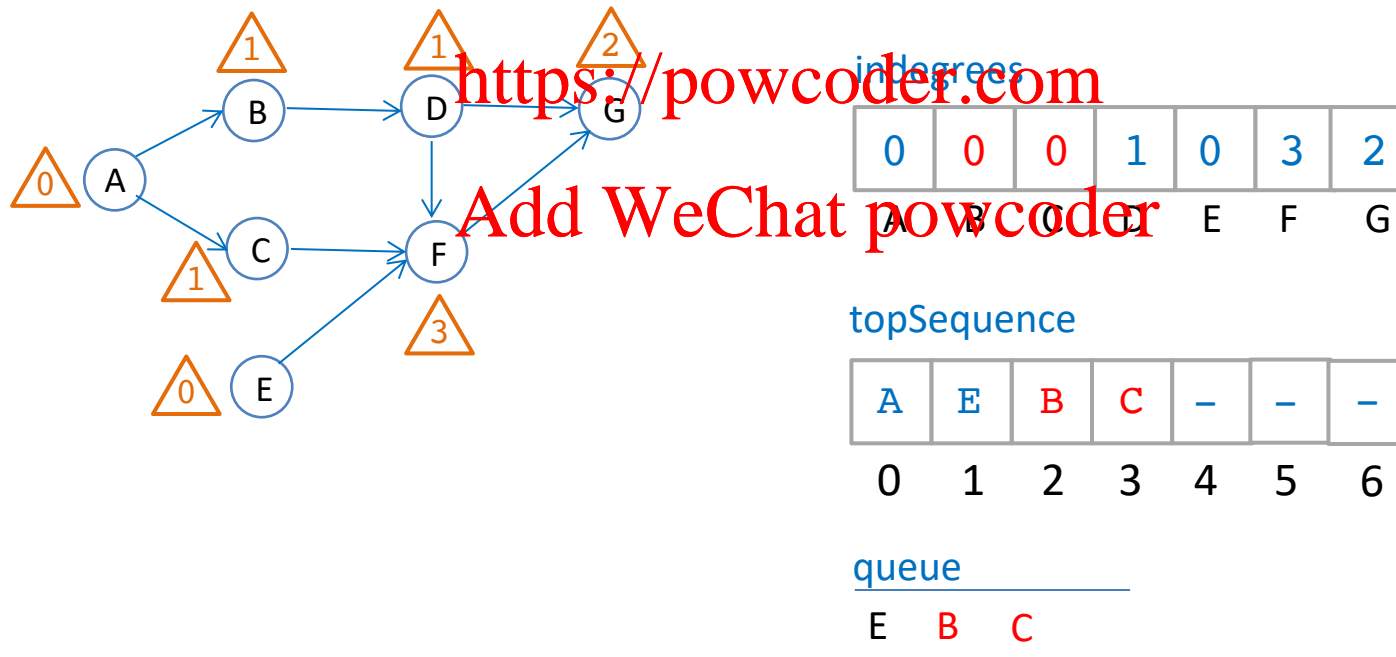 1 1 2
https://powcoder.com
indegrees
B D G
0 0 0 1 0 3 2
0 A
Add WeChat powcoder
A B C D E F G
C F
1
3
topSequence
0 E
A E B C – – –
0 1 2 3 4 5 6
queue
E B C